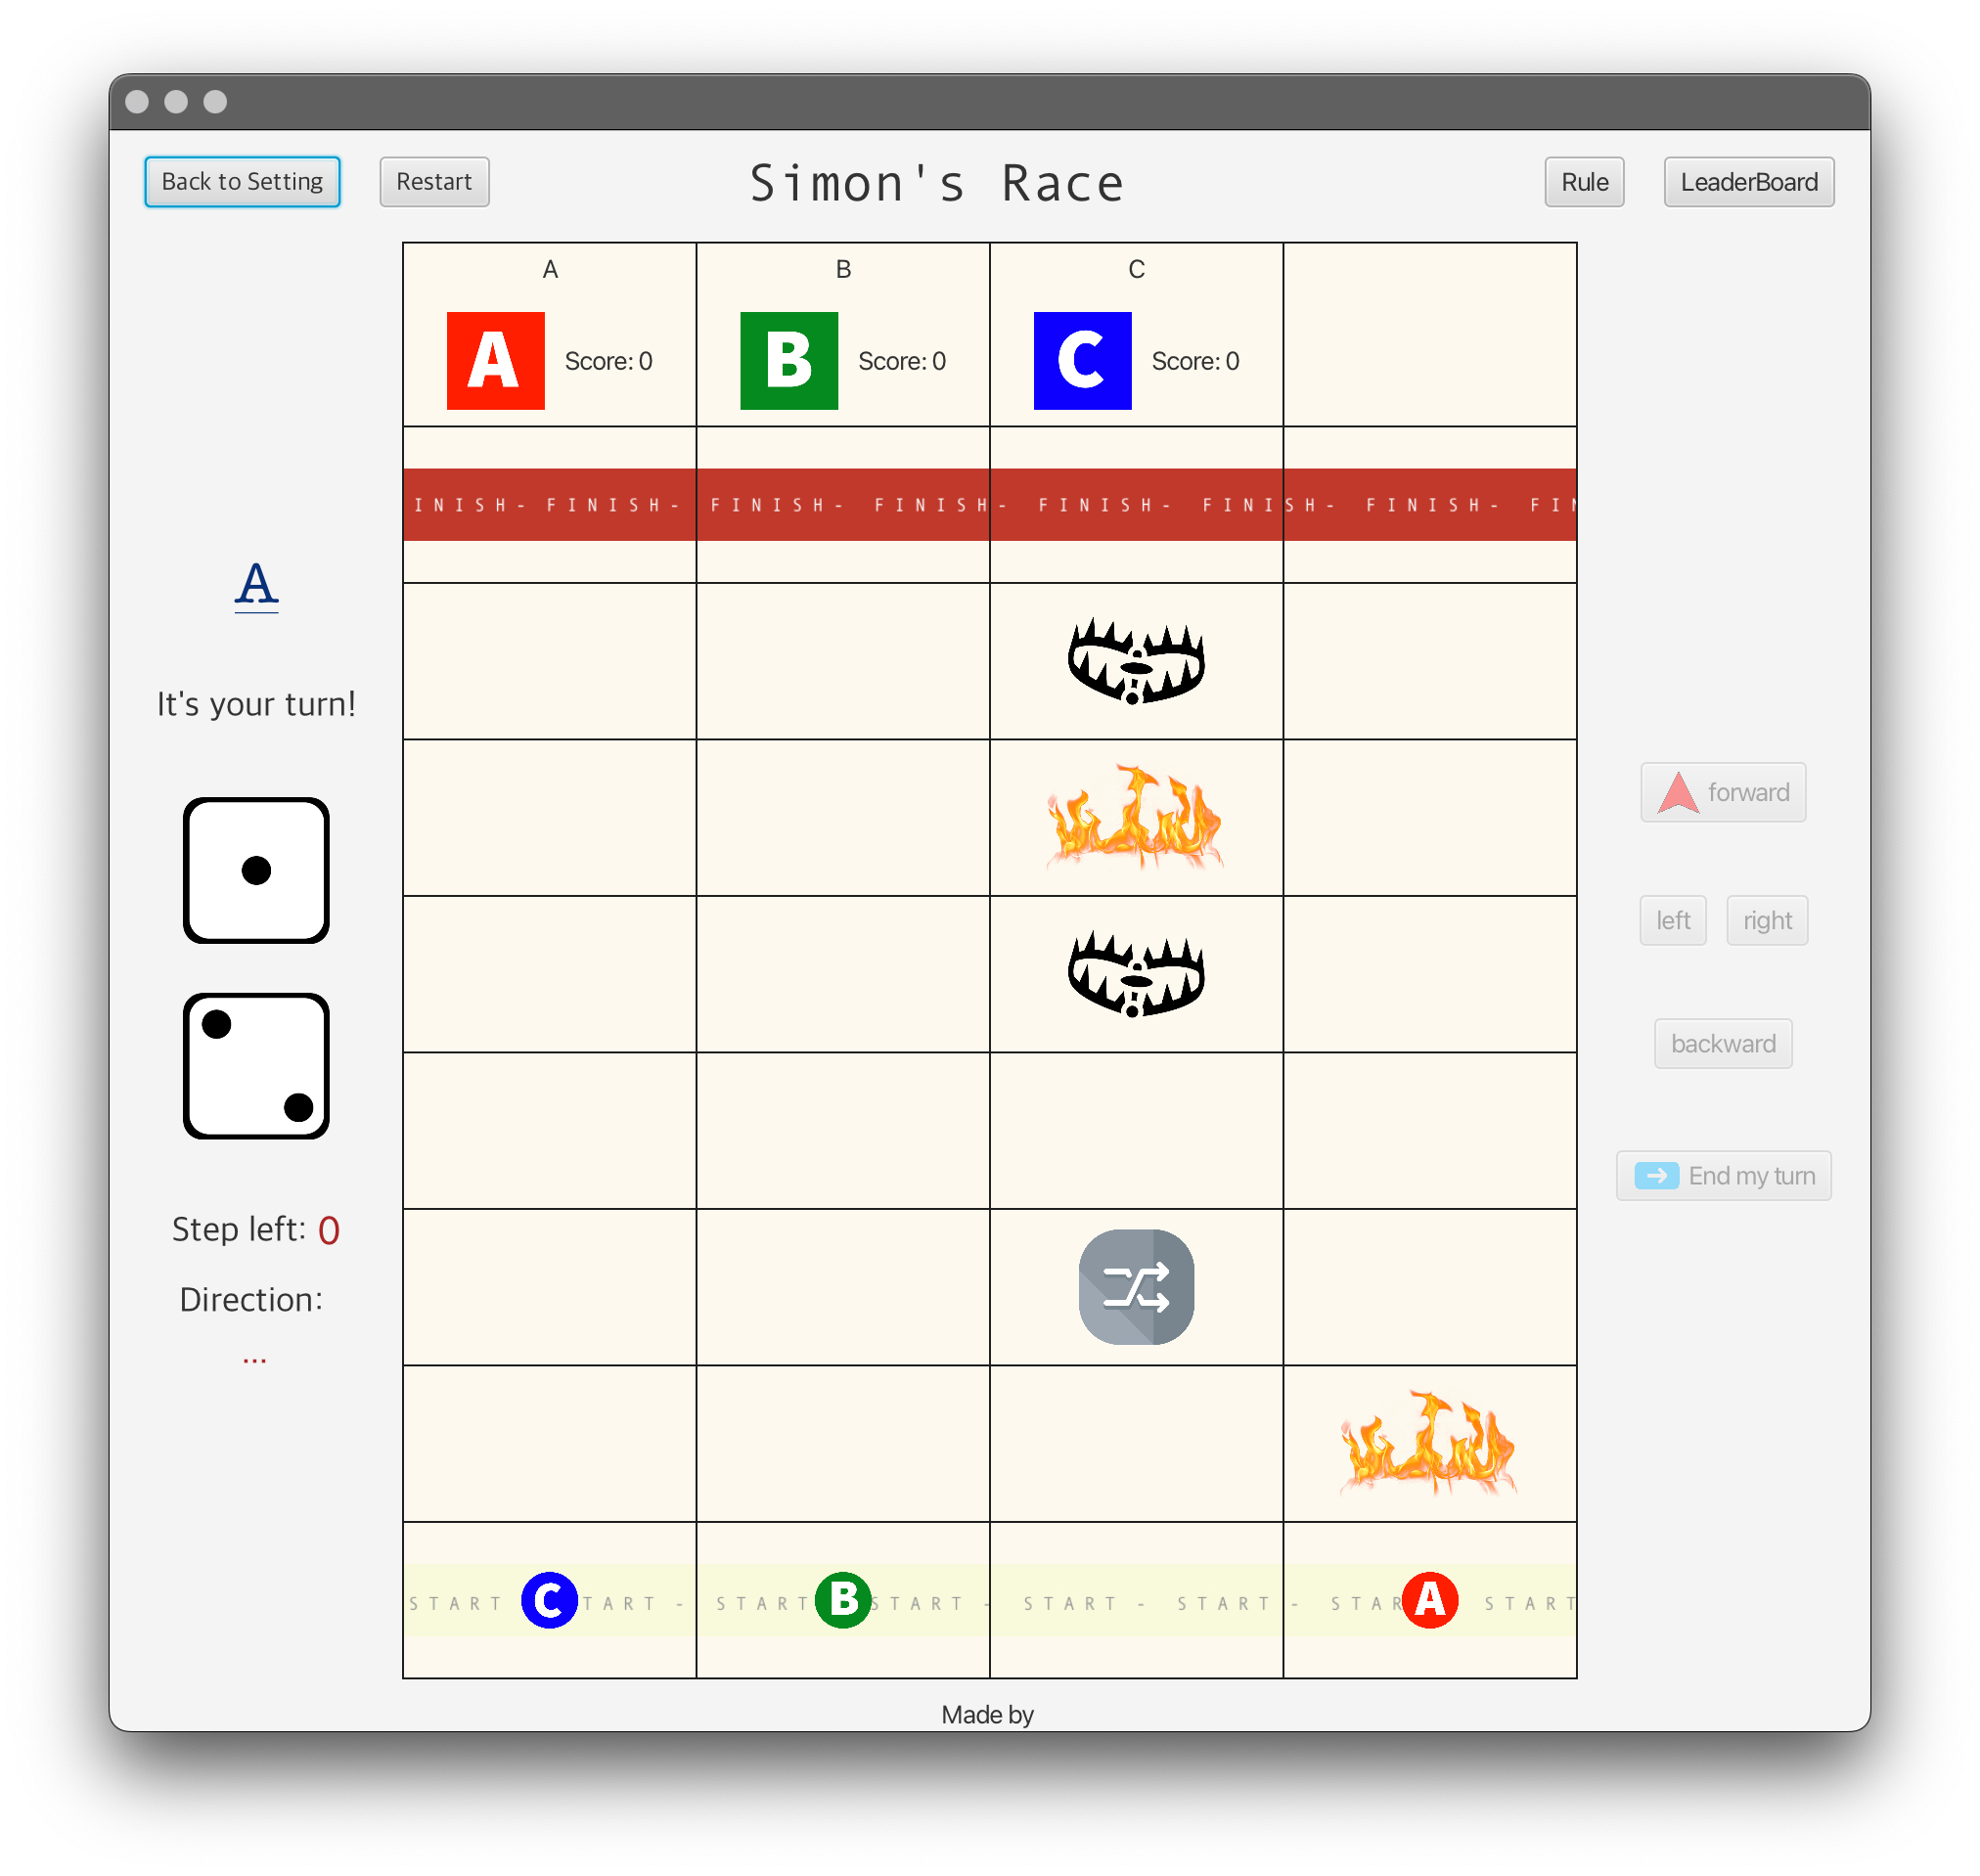 Back to Setting
Restart
Simon's Race
Rule
LeaderBoard
A
B
C
A
Score: 0
B
Score: 0
C
Score: 0
INISH- FINISH- FINISH- FINISH- FINISH- FINISH- FINISH- FIN
A
It's your turn!
forward
left
right
backward
End my turn
Step left: 0
Direction:
...
START C TART - START B START - START - START - STAR A START
Made by